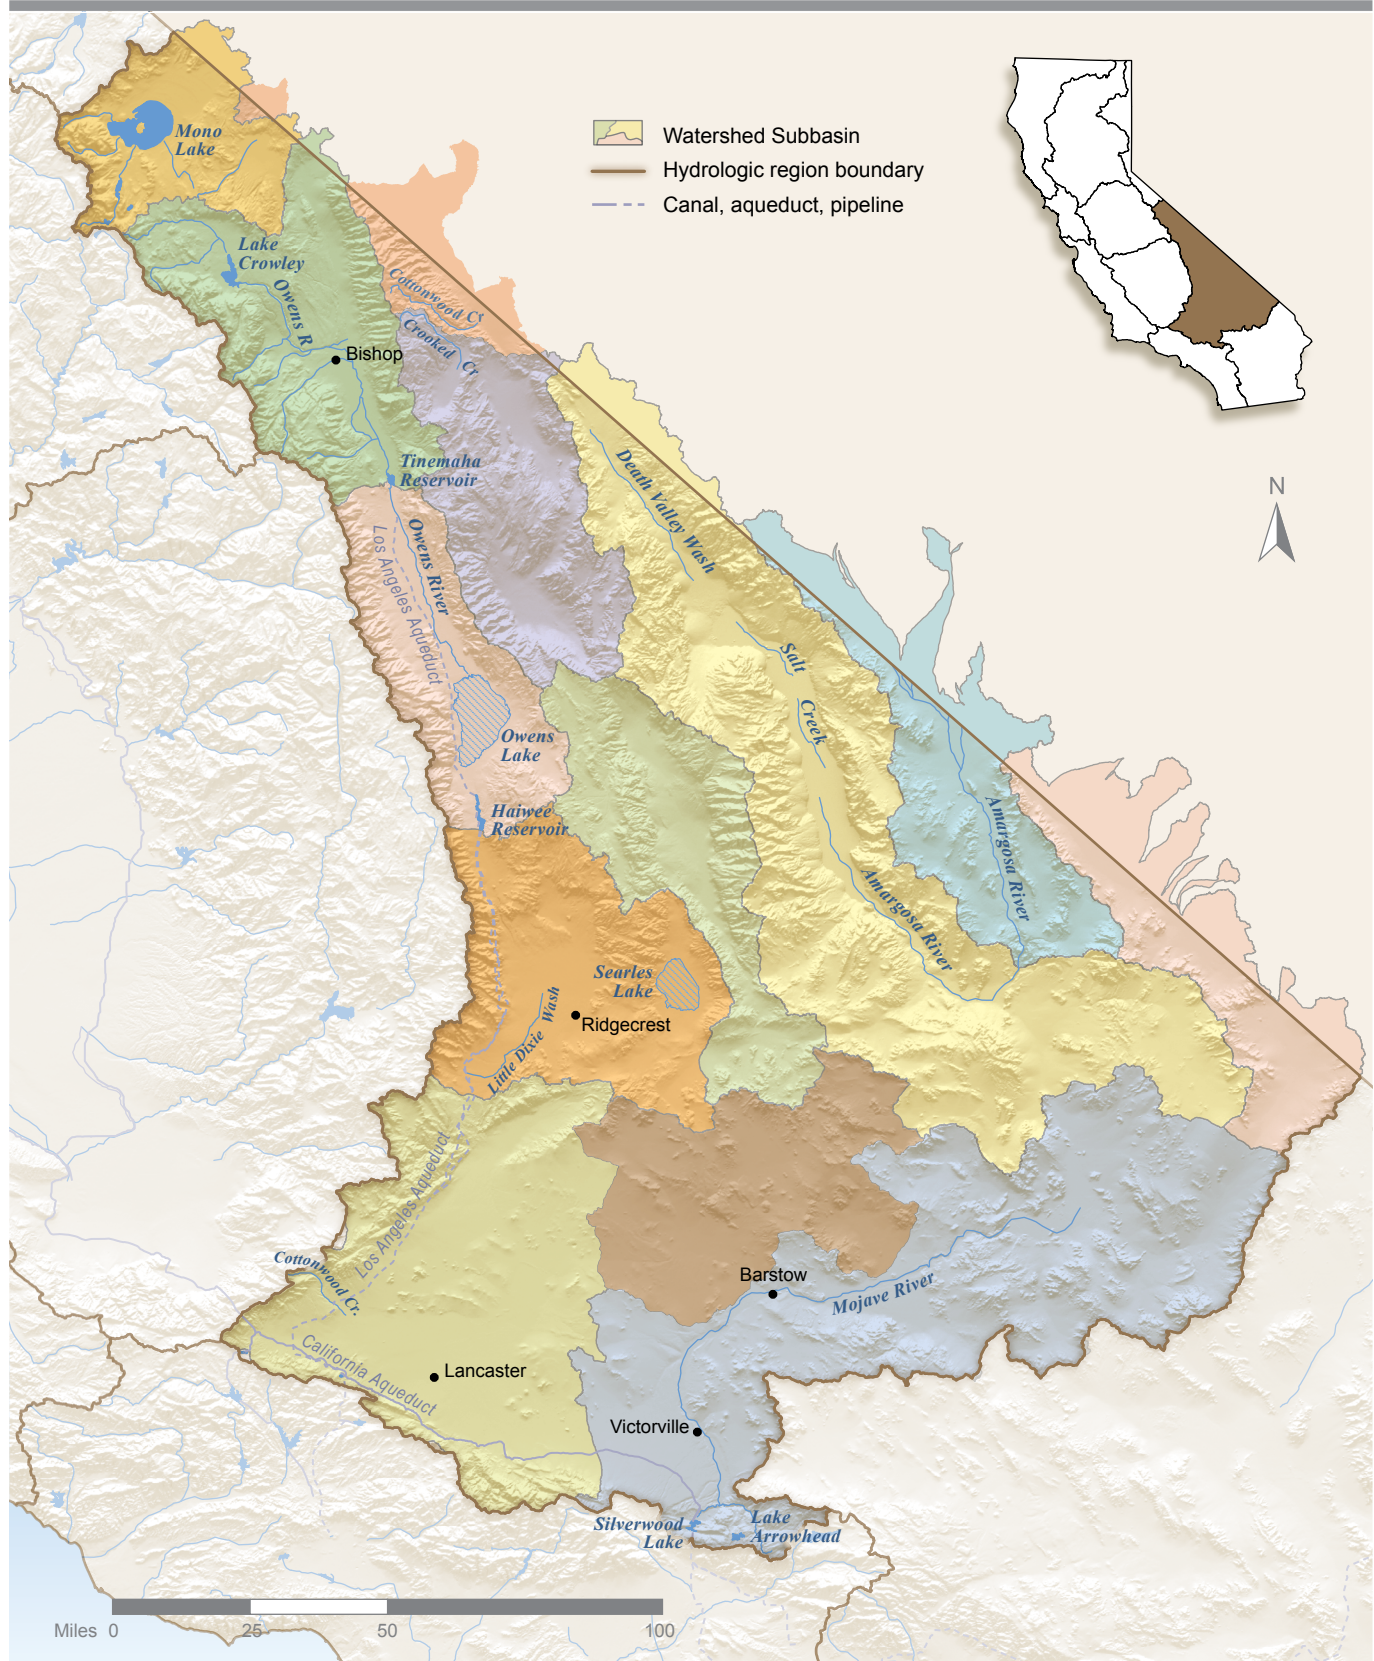 Mono
Lake
Watershed Subbasin
Hydrologic region boundary
Canal, aqueduct, pipeline
Lake
Crowley
Owens R
Cottonwood Cr
Crooked Cr
Bishop
Tinemaha
Reservoir
Death Valley Wash
N
Owens River
Los Angeles Aqueduct
Salt
Creek
Owens
Lake
Haiwee
Reservoir
Amargosa River
Amargosa River
Searles
Lake
Ridgecrest
Little Dixie Wash
Los Angeles Aqueduct
Cottonwood Cr.
Barstow
Mojave River
California Aqueduct
Lancaster
Victorville
Silverwood
Lake
Lake
Arrowhead
Miles 0 25 50 100